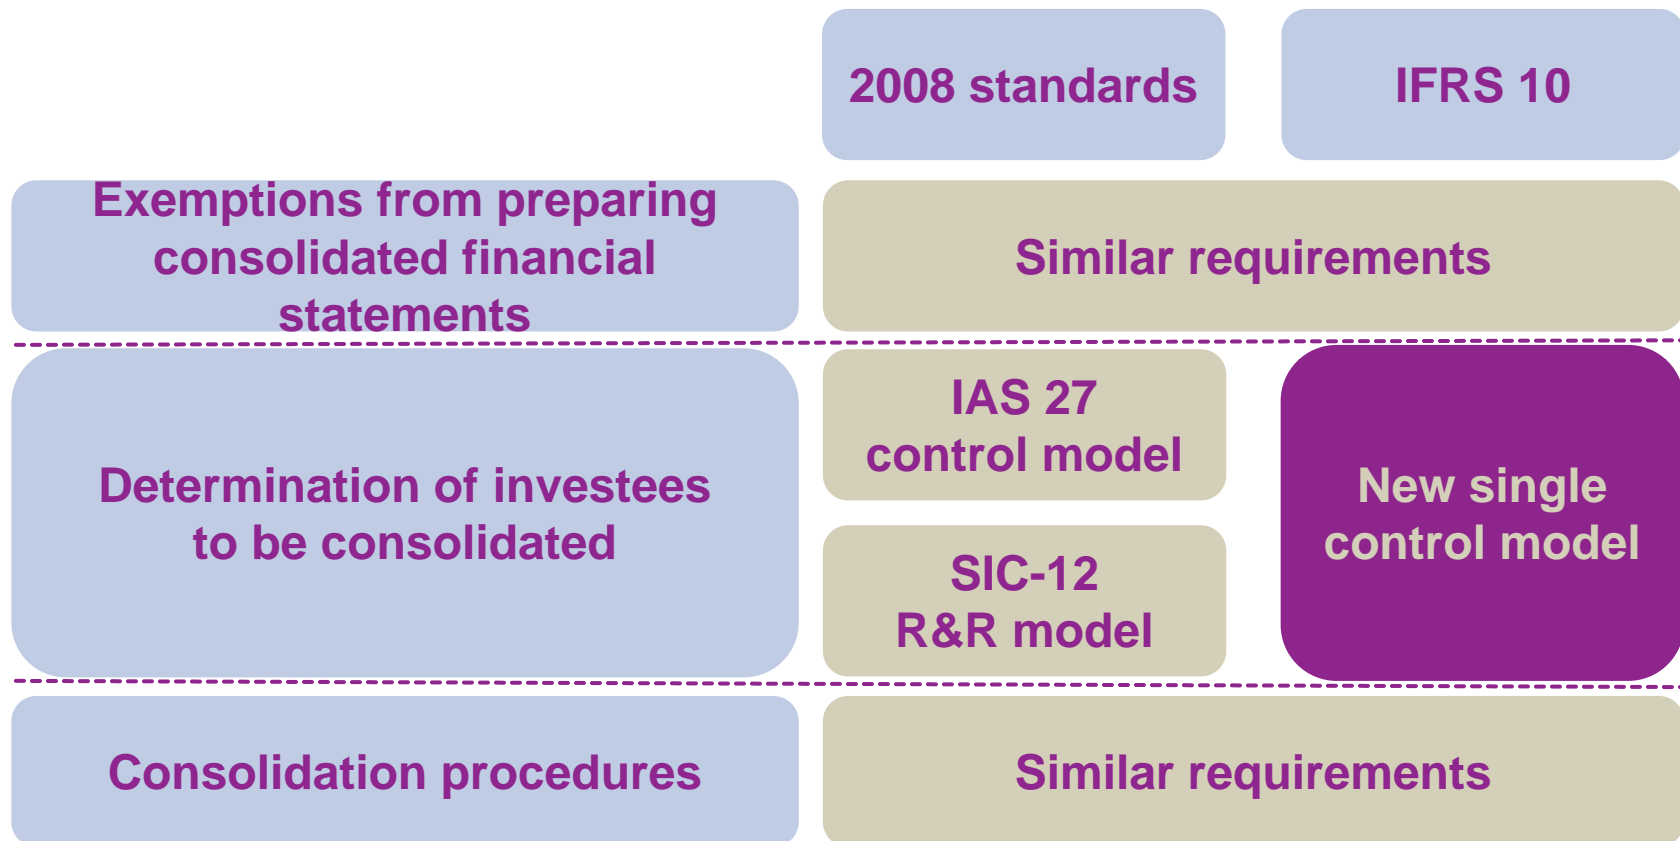 2008 standards
IFRS 10
Exemptions from preparing
consolidated financial
statements
Similar requirements
Determination of investees
to be consolidated
IAS 27
control model
SIC-12
R&R model
New single
control model
Consolidation procedures
Similar requirements